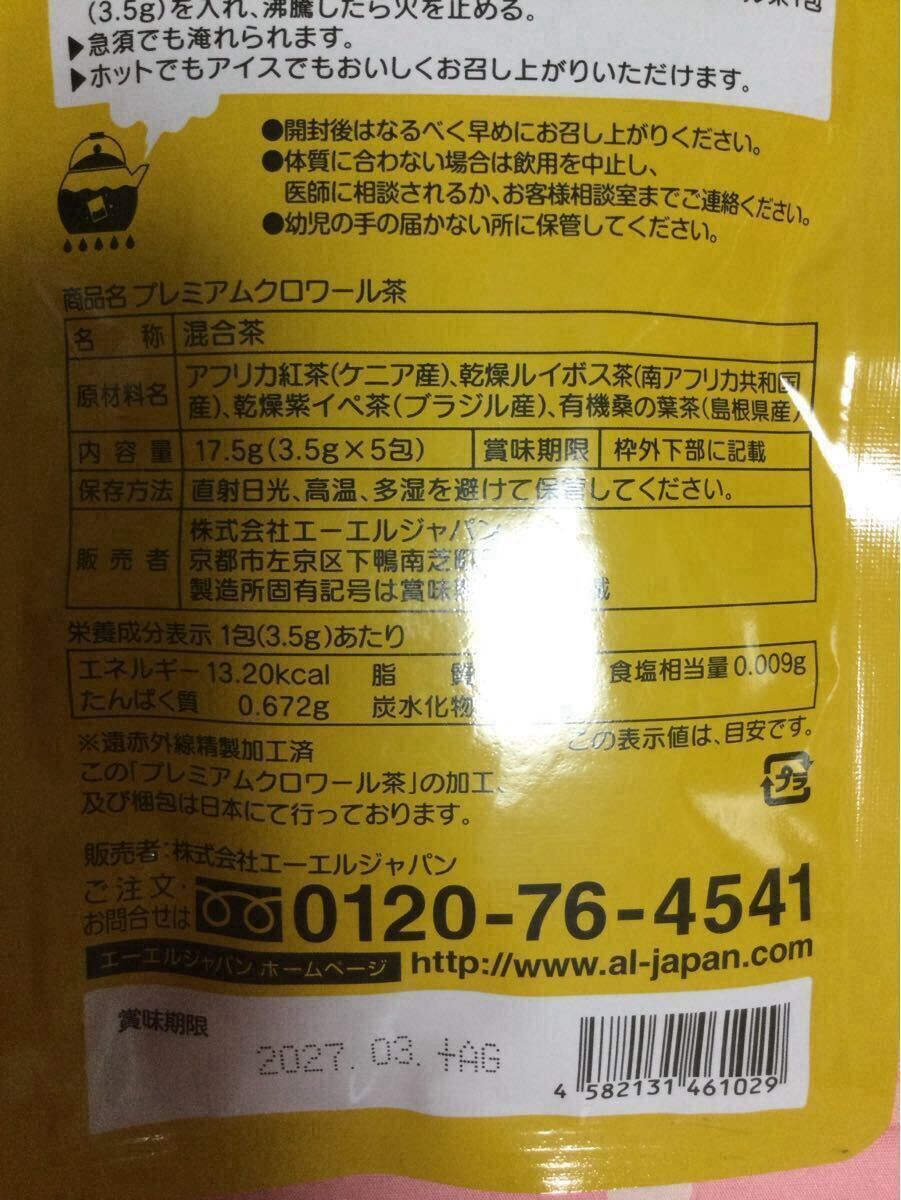 (3.5g)を入れ、沸騰したら火を止める。
▶急須でも淹れられます。
▶ホットでもアイスでもおいしくお召し上がりいただけます。
●開封後はなるべく早めにお召し上がりください。
●体質に合わない場合は飲用を中止し、
医師に相談されるか、お客様相談室までご連絡ください。
●幼児の手の届かない所に保管してください。
商品名 プレミアムクロワール茶
名称 混合茶
原材料名 アフリカ紅茶(ケニア産)、乾燥ルイボス茶(南アフリカ共和国
産)、乾燥紫イペ茶(ブラジル産)、有機桑の葉茶(島根県産)
内容量 17.5g(3.5g×5包) 賞味期限 枠外下部に記載
保存方法 直射日光、高温、多湿を避けて保管してください。
販売者 株式会社エーエルジャパン
京都市左京区下鴨南芝町
製造所固有記号は賞味
栄養成分表示 1包(3.5g)あたり
エネルギー 13.20kcal 脂 食塩相当量 0.009g
たんぱく質 0.672g 炭水化物
この表示値は、目安です。
※遠赤外線精製加工済
この「プレミアムクロワール茶」の加工、
及び梱包は日本にて行っております。
プラ
販売者:株式会社エーエルジャパン
ご注文・
お問合せは 0120-76-4541
エーエルジャパン ホームページ http://www.al-japan.com
賞味期限
2027.03.+AG
4 582131 461029